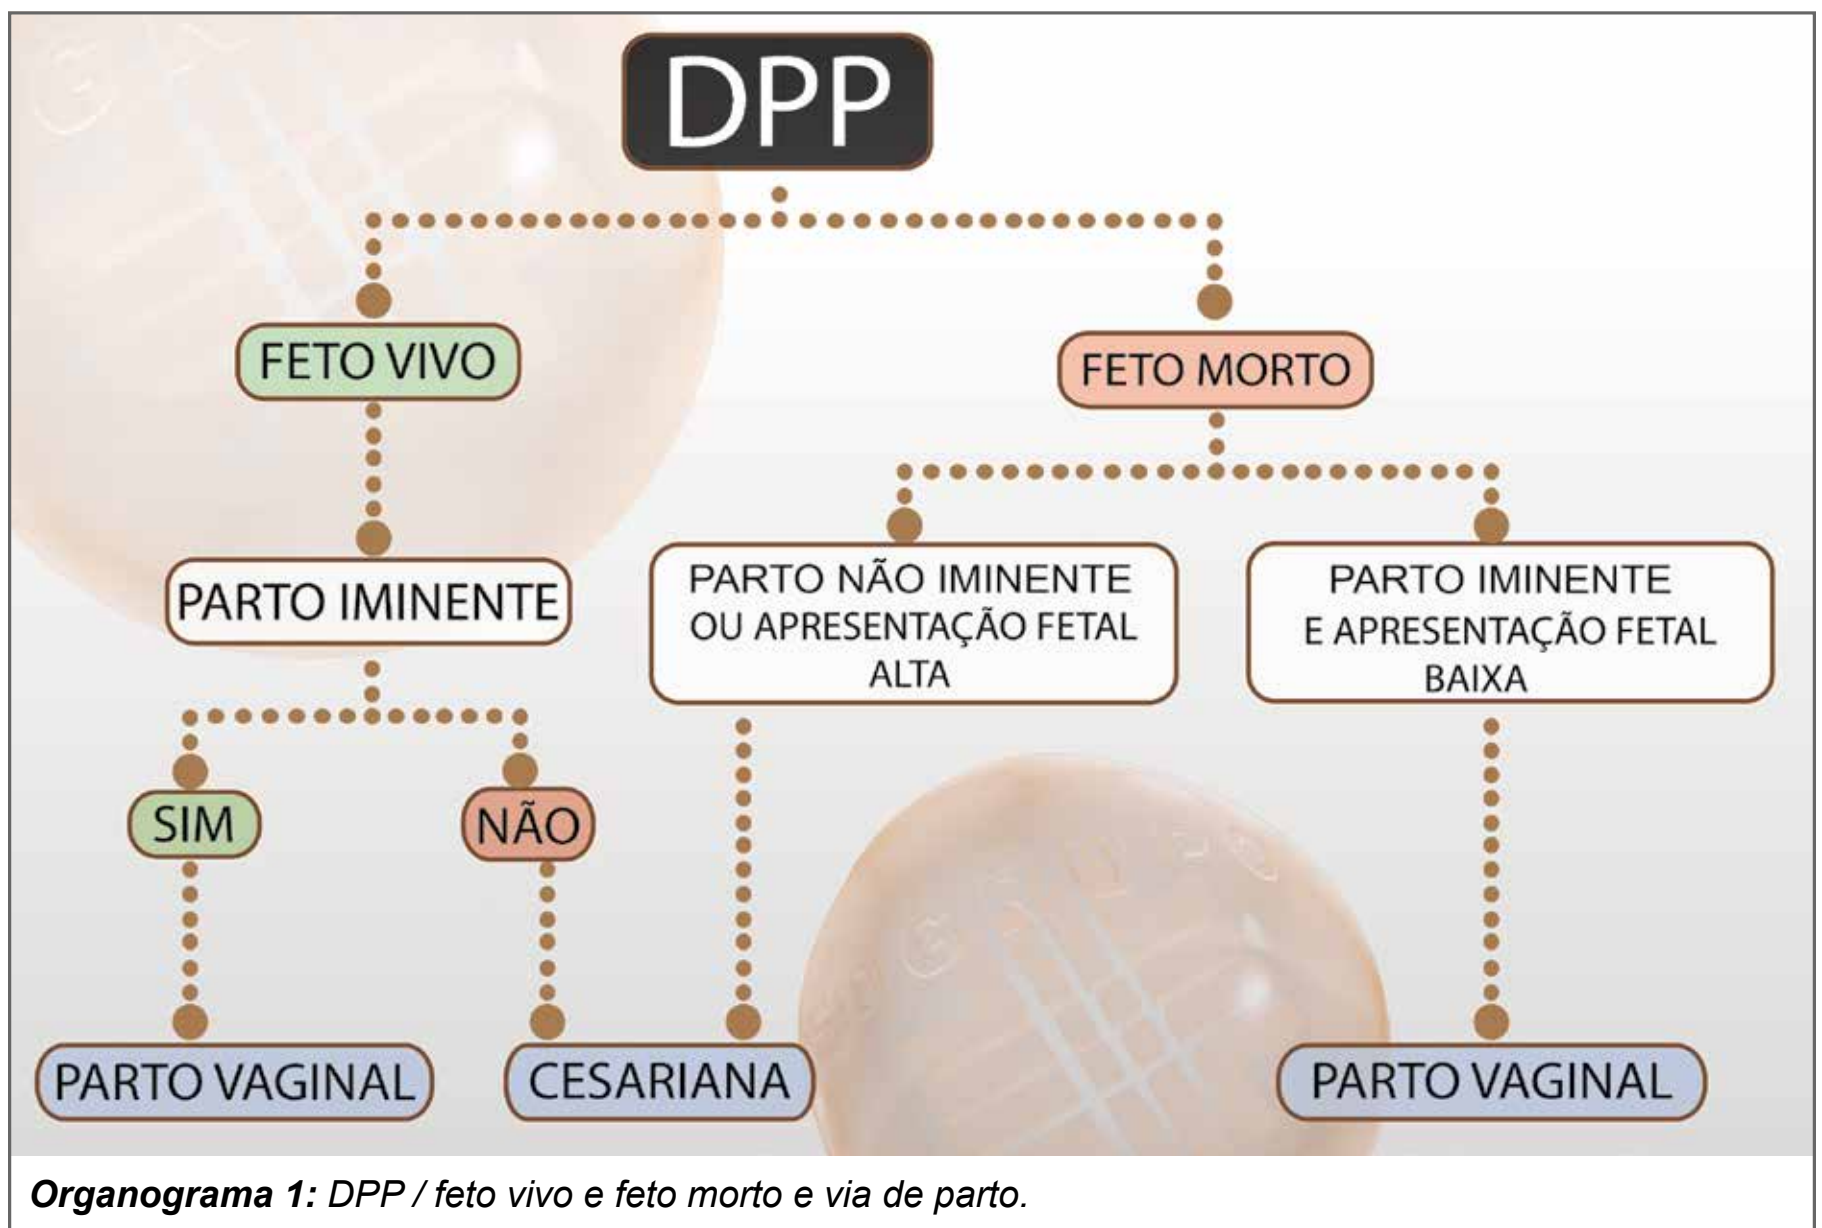 DPP
FETO VIVO
FETO MORTO
PARTO IMINENTE
PARTO NÃO IMINENTE
OU APRESENTAÇÃO FETAL
ALTA
PARTO IMINENTE
E APRESENTAÇÃO FETAL
BAIXA
SIM
NÃO
PARTO VAGINAL
CESARIANA
PARTO VAGINAL
Organograma 1: DPP / feto vivo e feto morto e via de parto.